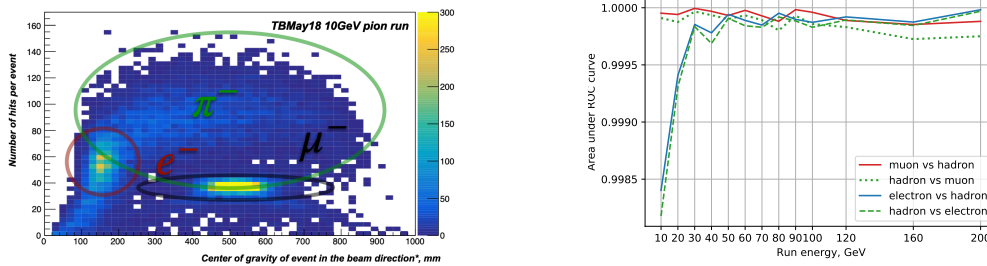 TBMay18 10GeV pion run
Number of hits per event
160
140
120
100
80
60
40
20
0
π⁻
μ⁻
e⁻
0 100 200 300 400 500 600 700 800 900 1000
Center of gravity of event in the beam direction*, mm
300
250
200
150
100
50
0
Area under ROC curve
1.0000
0.9995
0.9990
0.9985
muon vs hadron
hadron vs muon
electron vs hadron
hadron vs electron
10 20 30 40 50 60 70 80 90 100 120 160 200
Run energy, GeV